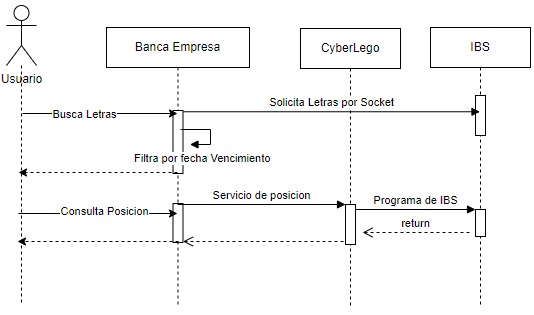 Banca Empresa
CyberLego
IBS
Usuario
Solicita Letras por Socket
Busca Letras
Filtra por fecha Vencimiento
Servicio de posicion
Programa de IBS
Consulta Posicion
return